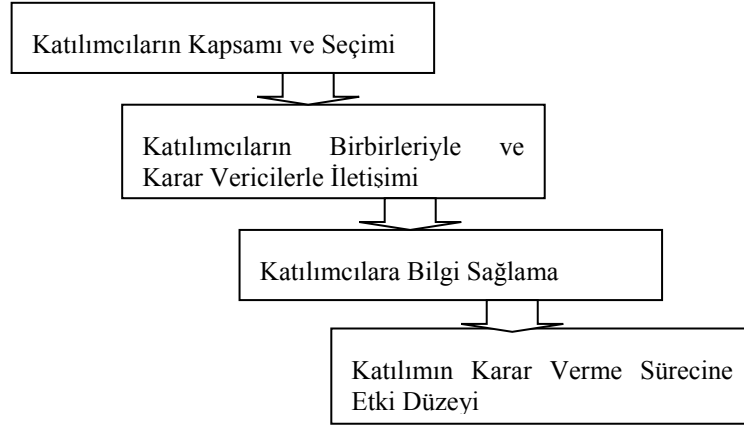 Katılımcıların Kapsamı ve Seçimi
Katılımcıların Birbirleriyle ve
Karar Vericilerle İletişimi
Katılımcılara Bilgi Sağlama
Katılımın Karar Verme Sürecine
Etki Düzeyi